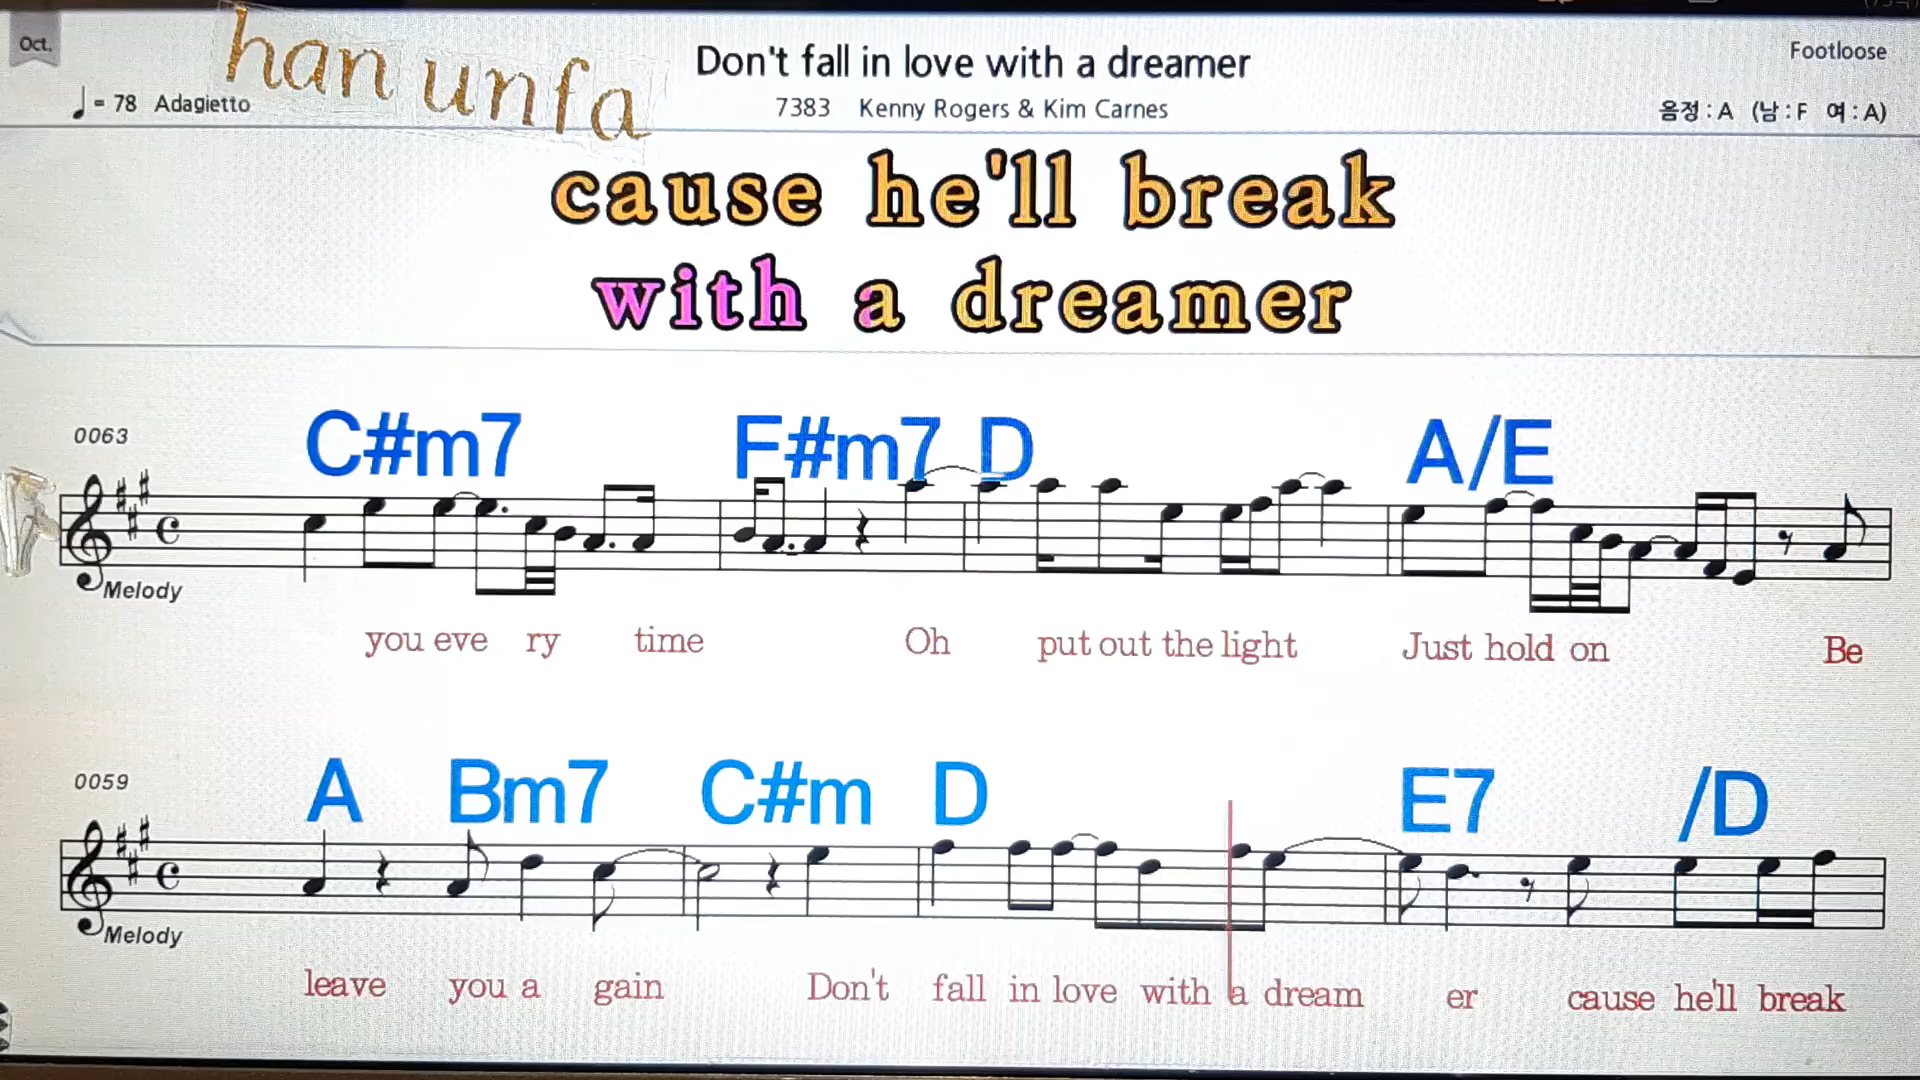 Oct.
han unfa
Don't fall in love with a dreamer
Footloose
= 78 Adagietto
7383 Kenny Rogers & Kim Carnes
음정 : A (남 : F 여 : A)
cause he'll break
with a dreamer
0063
C#m7 F#m7 D A/E
Melody
you eve ry time Oh put out the light Just hold on Be
0059
A Bm7 C#m D E7 /D
Melody
leave you a gain Don't fall in love with a dream er cause he'll break